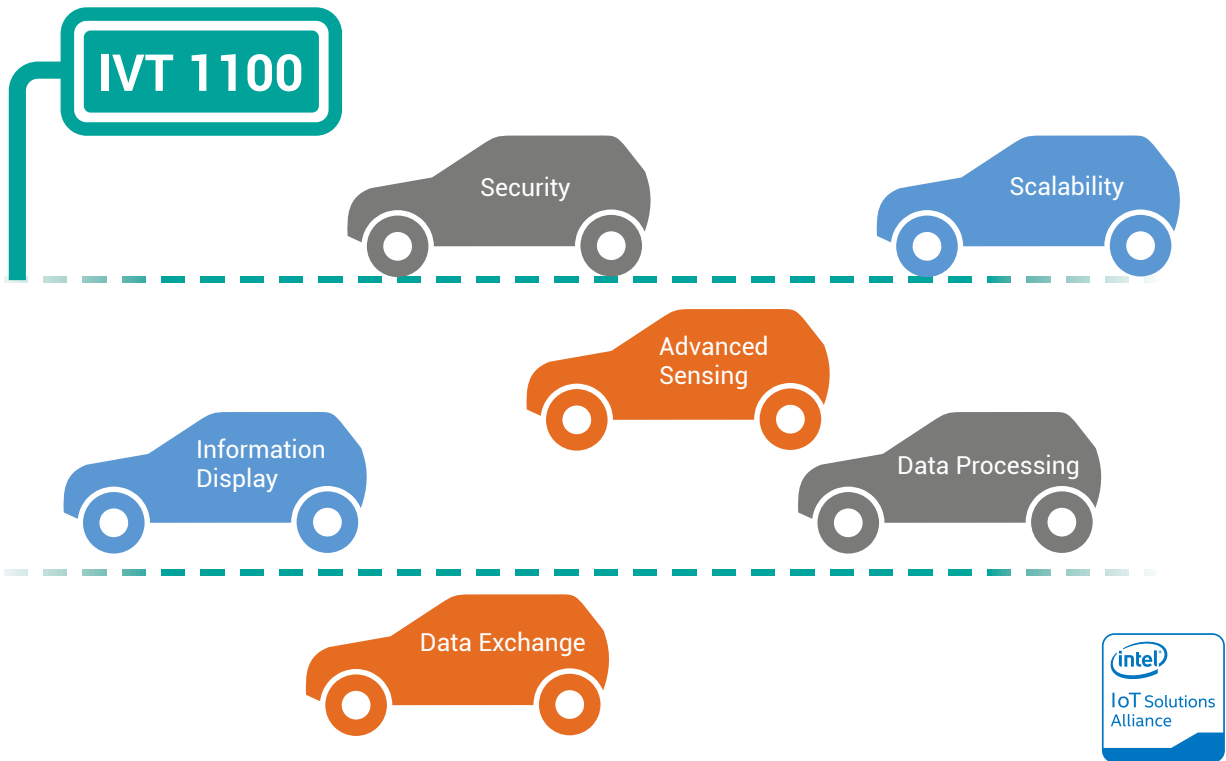 IVT 1100
Security
Scalability
Advanced
Sensing
Information
Display
Data Processing
Data Exchange
intel
IoT Solutions
Alliance